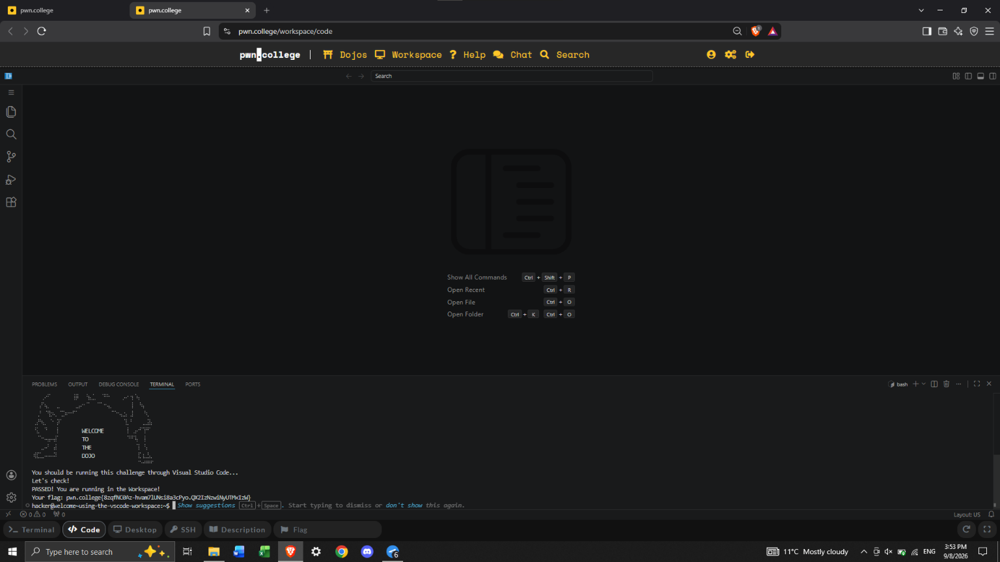 pwn.college
pwn.college
pwn.college/workspace/code
pwn.college | Dojos Workspace ? Help Chat Search
Search
Show All Commands Ctrl + Shift + P
Open Recent Ctrl + R
Open File Ctrl + O
Open Folder Ctrl + K Ctrl + O
PROBLEMS OUTPUT DEBUG CONSOLE TERMINAL PORTS
bash
WELCOME
TO
THE
DOJO
You should be running this challenge through Visual Studio Code...
Let's check!
PASSED! You are running in the Workspace!
Your flag: pwn.college{8zqfNC0Az-hvam7lUNsi8a3cPyo.QX2IzNzwiNyUTMxIzW}
hacker@welcome~using-the-vscode-workspace:~$ Show suggestions Ctrl+Space. Start typing to dismiss or don't show this again.
0 0 0
Layout: US
Terminal Code Desktop SSH Description Flag
Type here to search
6
11°C Mostly cloudy
ENG
3:53 PM
9/8/2026